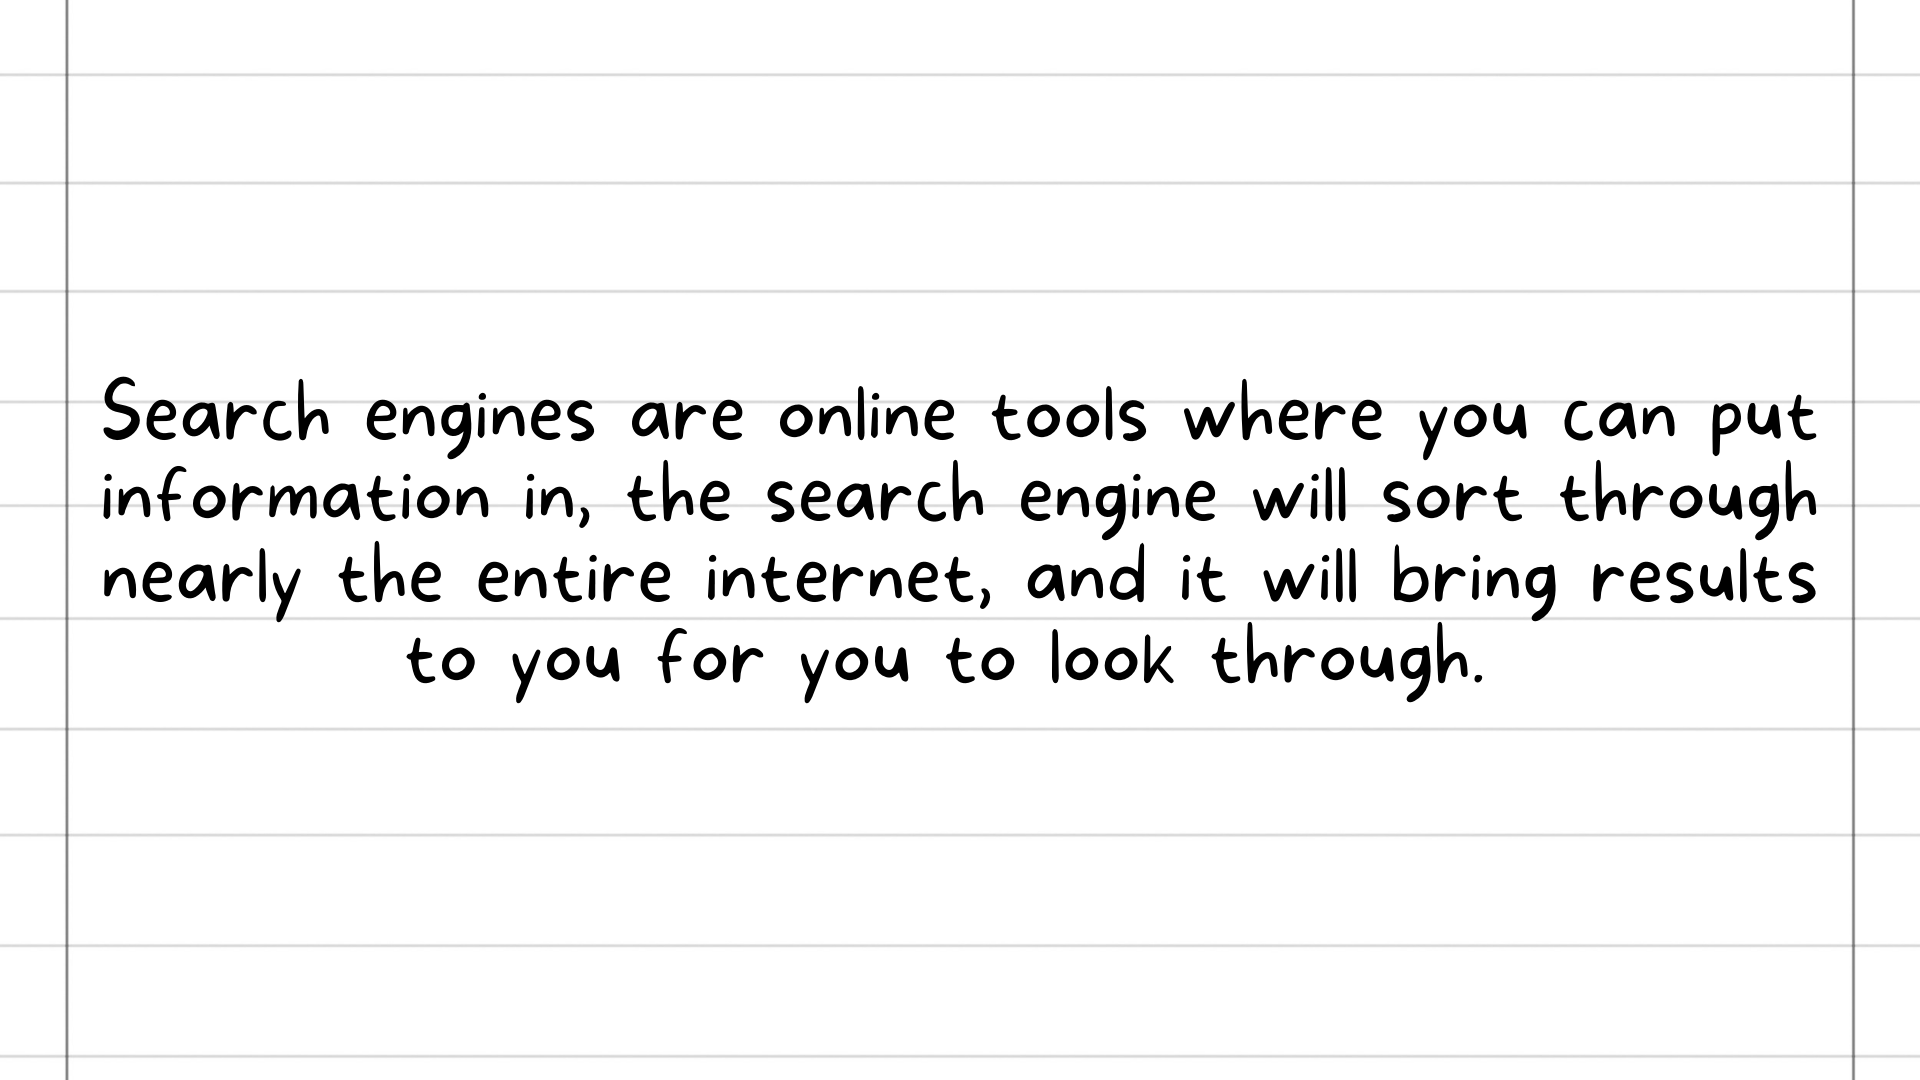 Search engines are online tools where you can put
information in, the search engine will sort through
nearly the entire internet, and it will bring results
to you for you to look through.